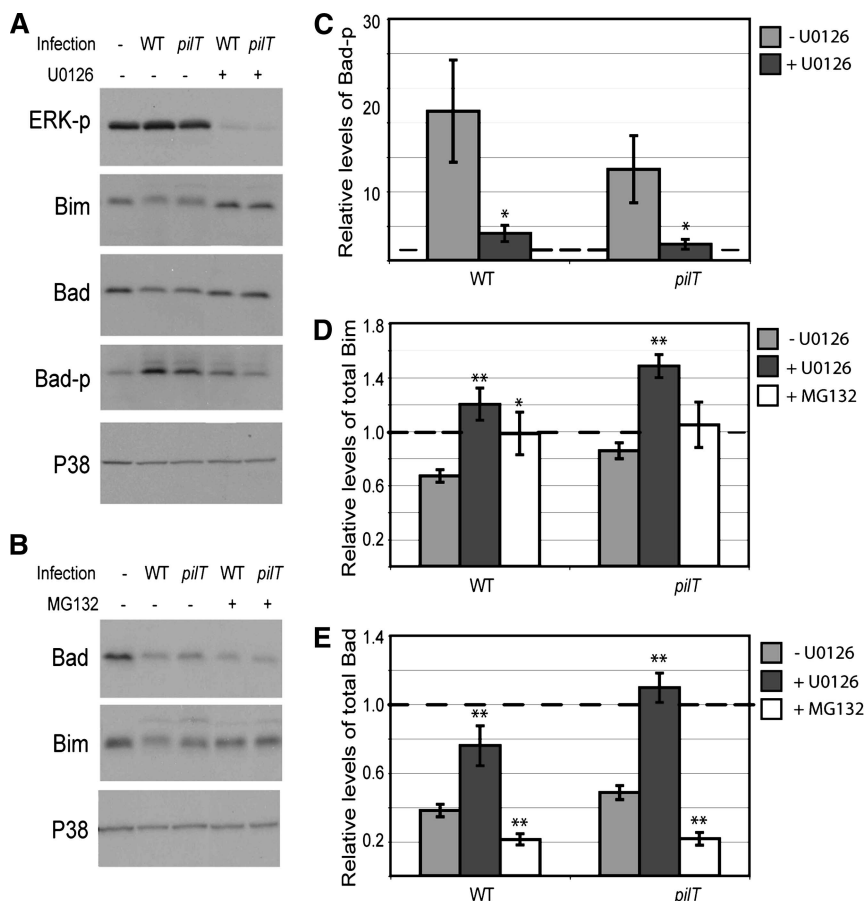 A
Infection - WT pilT WT pilT
U0126 - - - + +
ERK-p
Bim
Bad
Bad-p
P38
B
Infection - WT pilT WT pilT
MG132 - - - + +
Bad
Bim
P38
C
Relative levels of Bad-p
30
20
10
* *
WT pilT
- U0126
+ U0126
D
Relative levels of total Bim
1.8
1.4
1.0
0.6
0.2
** * **
WT pilT
- U0126
+ U0126
+ MG132
E
Relative levels of total Bad
1.4
1.0
0.6
0.2
** ** ** **
WT pilT
- U0126
+ U0126
+ MG132